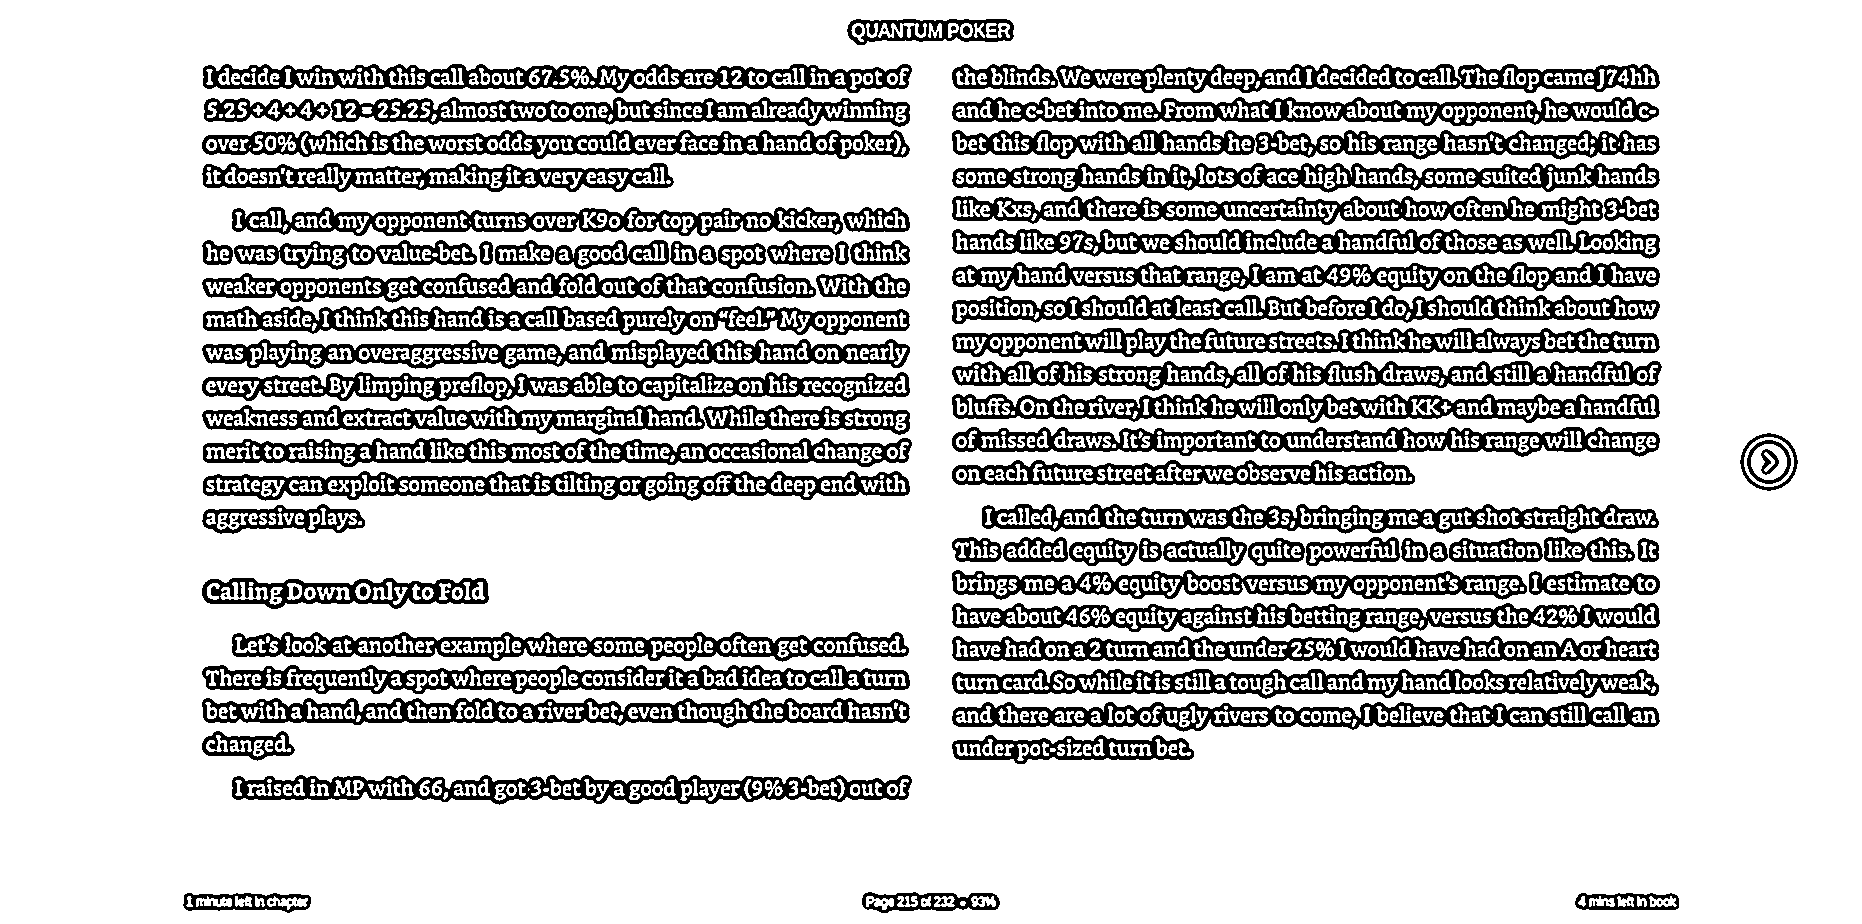 QUANTUM POKER
I decide I win with this call about 67.5%. My odds are 12 to call in a pot of
5.25 + 4 + 4 + 12 = 25.25, almost two to one, but since I am already winning
over 50% (which is the worst odds you could ever face in a hand of poker),
it doesn't really matter, making it a very easy call.
I call, and my opponent turns over K9o for top pair no kicker, which
he was trying to value-bet. I make a good call in a spot where I think
weaker opponents get confused and fold out of that confusion. With the
math aside, I think this hand is a call based purely on “feel.” My opponent
was playing an overaggressive game, and misplayed this hand on nearly
every street. By limping preflop, I was able to capitalize on his recognized
weakness and extract value with my marginal hand. While there is strong
merit to raising a hand like this most of the time, an occasional change of
strategy can exploit someone that is tilting or going off the deep end with
aggressive plays.
Calling Down Only to Fold
Let's look at another example where some people often get confused.
There is frequently a spot where people consider it a bad idea to call a turn
bet with a hand, and then fold to a river bet, even though the board hasn't
changed.
I raised in MP with 66, and got 3-bet by a good player (9% 3-bet) out of
the blinds. We were plenty deep, and I decided to call. The flop came J74hh
and he c-bet into me. From what I know about my opponent, he would c-
bet this flop with all hands he 3-bet, so his range hasn't changed; it has
some strong hands in it, lots of ace high hands, some suited junk hands
like Kxs, and there is some uncertainty about how often he might 3-bet
hands like 97s, but we should include a handful of those as well. Looking
at my hand versus that range, I am at 49% equity on the flop and I have
position, so I should at least call. But before I do, I should think about how
my opponent will play the future streets. I think he will always bet the turn
with all of his strong hands, all of his flush draws, and still a handful of
bluffs. On the river, I think he will only bet with KK+ and maybe a handful
of missed draws. It's important to understand how his range will change
on each future street after we observe his action.
I called, and the turn was the 3s, bringing me a gut shot straight draw.
This added equity is actually quite powerful in a situation like this. It
brings me a 4% equity boost versus my opponent's range. I estimate to
have about 46% equity against his betting range, versus the 42% I would
have had on a 2 turn and the under 25% I would have had on an A or heart
turn card. So while it is still a tough call and my hand looks relatively weak,
and there are a lot of ugly rivers to come, I believe that I can still call an
under pot-sized turn bet.
1 minute left in chapter
Page 215 of 232 • 93%
4 mins left in book